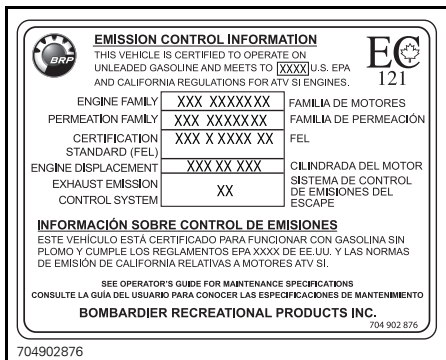 BRP
EMISSION CONTROL INFORMATION
THIS VEHICLE IS CERTIFIED TO OPERATE ON
UNLEADED GASOLINE AND MEETS TO XXXX U.S. EPA
AND CALIFORNIA REGULATIONS FOR ATV SI ENGINES.
EC
121
ENGINE FAMILY XXX XXXXXXX FAMILIA DE MOTORES
PERMEATION FAMILY XXX XXXXXXX FAMILIA DE PERMEACIÓN
CERTIFICATION STANDARD (FEL) XXX X XXXX XX FEL
ENGINE DISPLACEMENT XXX XX XXX CILINDRADA DEL MOTOR
EXHAUST EMISSION CONTROL SYSTEM XX SISTEMA DE CONTROL DE EMISIONES DEL ESCAPE
INFORMACIÓN SOBRE CONTROL DE EMISIONES
ESTE VEHÍCULO ESTÁ CERTIFICADO PARA FUNCIONAR CON GASOLINA SIN
PLOMO Y CUMPLE LOS REGLAMENTOS EPA XXXX DE EE.UU. Y LAS NORMAS
DE EMISIÓN DE CALIFORNIA RELATIVAS A MOTORES ATV SÍ.
SEE OPERATOR'S GUIDE FOR MAINTENANCE SPECIFICATIONS
CONSULTE LA GUÍA DEL USUARIO PARA CONOCER LAS ESPECIFICACIONES DE MANTENIMIENTO
BOMBARDIER RECREATIONAL PRODUCTS INC.
704 902 876
704902876